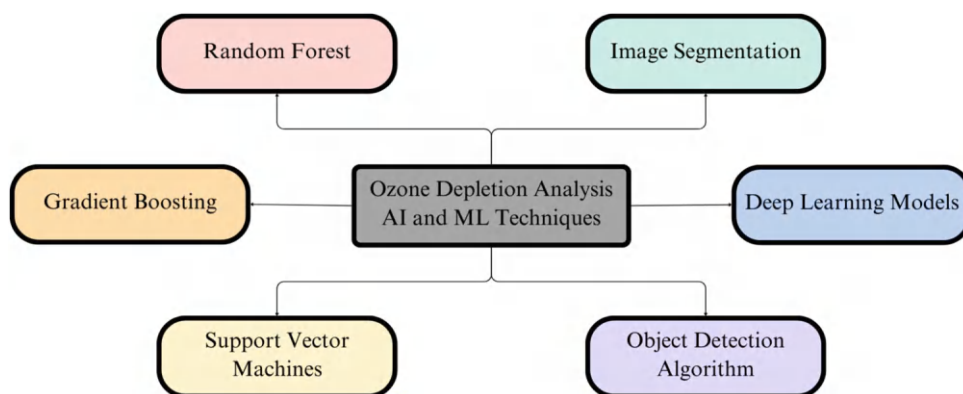 Random Forest
Image Segmentation
Gradient Boosting
Ozone Depletion Analysis
AI and ML Techniques
Deep Learning Models
Support Vector
Machines
Object Detection
Algorithm